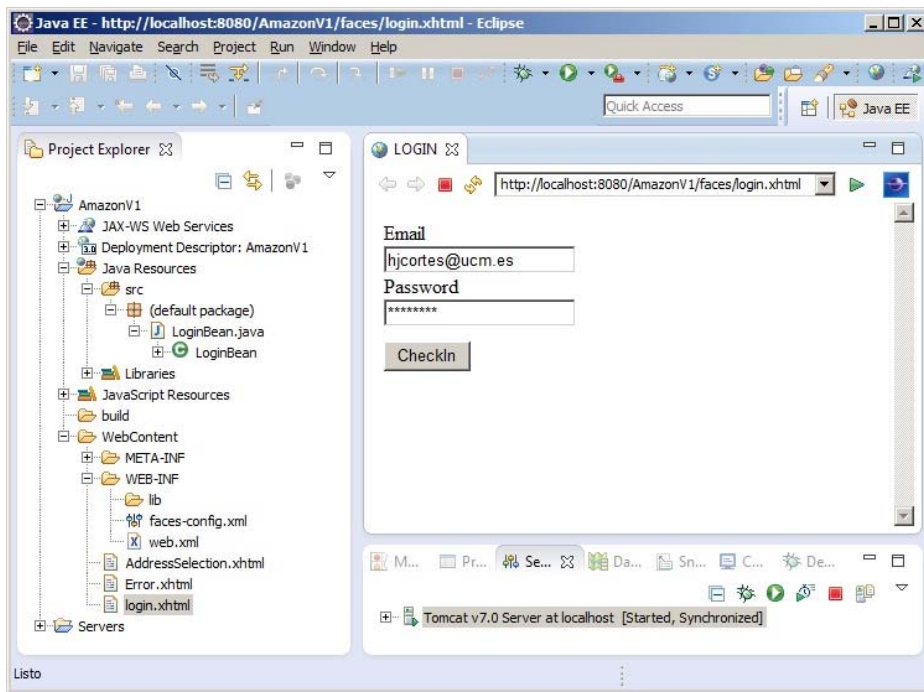 Java EE - http://localhost:8080/AmazonV1/faces/login.xhtml - Eclipse
File Edit Navigate Search Project Run Window Help
Quick Access
Java EE
Project Explorer
AmazonV1
JAX-WS Web Services
Deployment Descriptor: AmazonV1
Java Resources
src
(default package)
LoginBean.java
LoginBean
Libraries
JavaScript Resources
build
WebContent
META-INF
WEB-INF
lib
faces-config.xml
web.xml
AddressSelection.xhtml
Error.xhtml
login.xhtml
Servers
LOGIN
http://localhost:8080/AmazonV1/faces/login.xhtml
Email
hjcortes@ucm.es
Password
********
CheckIn
M... Pr... Se... Da... Sn... C... De...
Tomcat v7.0 Server at localhost [Started, Synchronized]
Listo